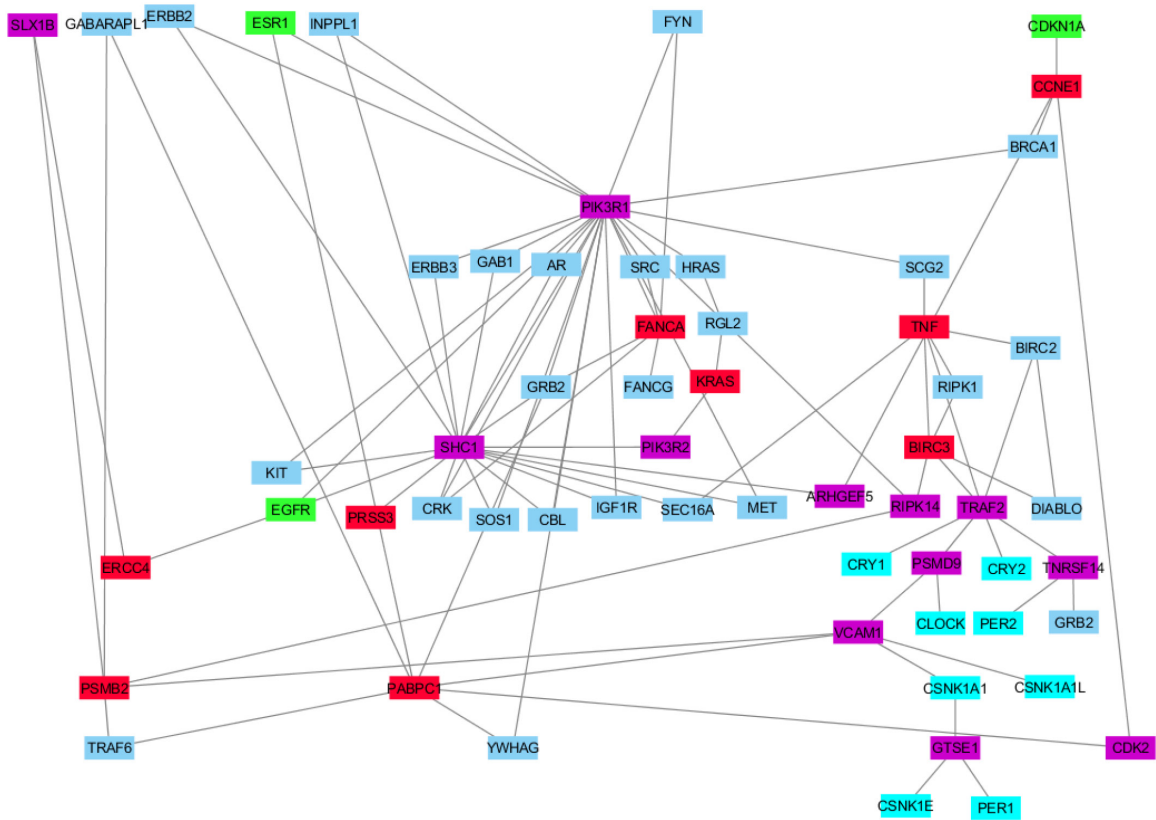 SLX1B
GABARAPL1
ERBB2
ESR1
INPPL1
FYN
CDKN1A
CCNE1
BRCA1
PIK3R1
ERBB3
GAB1
AR
SRC
HRAS
SCG2
FANCA
RGL2
TNF
BIRC2
GRB2
FANCG
KRAS
RIPK1
SHC1
PIK3R2
BIRC3
KIT
EGFR
PRSS3
CRK
SOS1
CBL
IGF1R
SEC16A
MET
ARHGEF5
RIPK14
TRAF2
DIABLO
ERCC4
CRY1
PSMD9
CRY2
TNRSF14
CLOCK
PER2
GRB2
VCAM1
PSMB2
PABPC1
CSNK1A1
CSNK1A1L
TRAF6
YWHAG
GTSE1
CDK2
CSNK1E
PER1